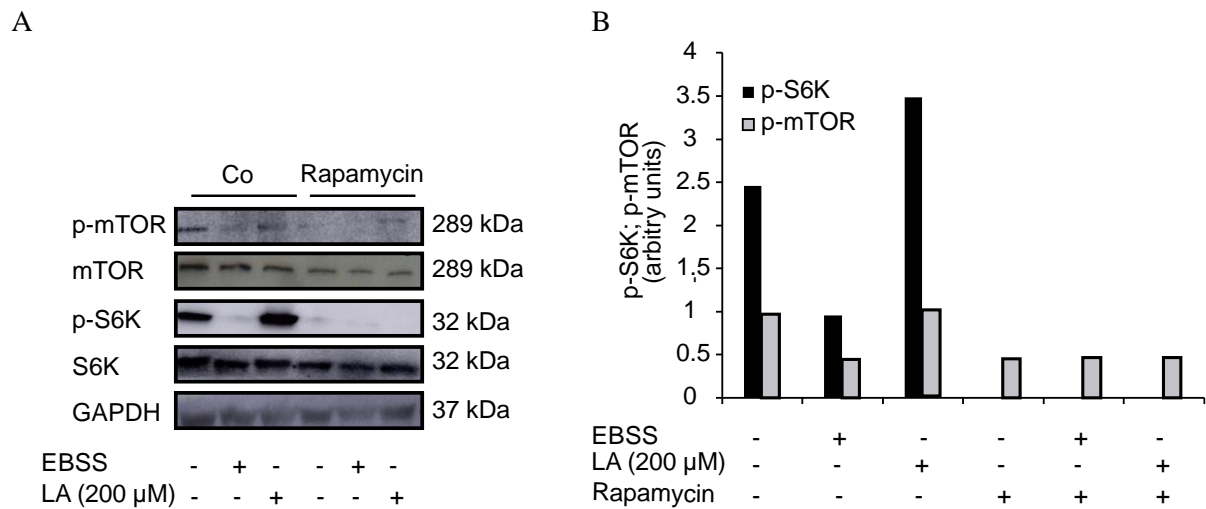 A
Co Rapamycin
p-mTOR 289 kDa
mTOR 289 kDa
p-S6K 32 kDa
S6K 32 kDa
GAPDH 37 kDa
EBSS - + - - + -
LA (200 µM) - - + - - +
B
p-S6K; p-mTOR
(arbitry units)
4
3.5
3
2.5
2
1.5
1
0.5
0
p-S6K
p-mTOR
EBSS - + - - + -
LA (200 µM) - - + - - +
Rapamycin - - - + + +